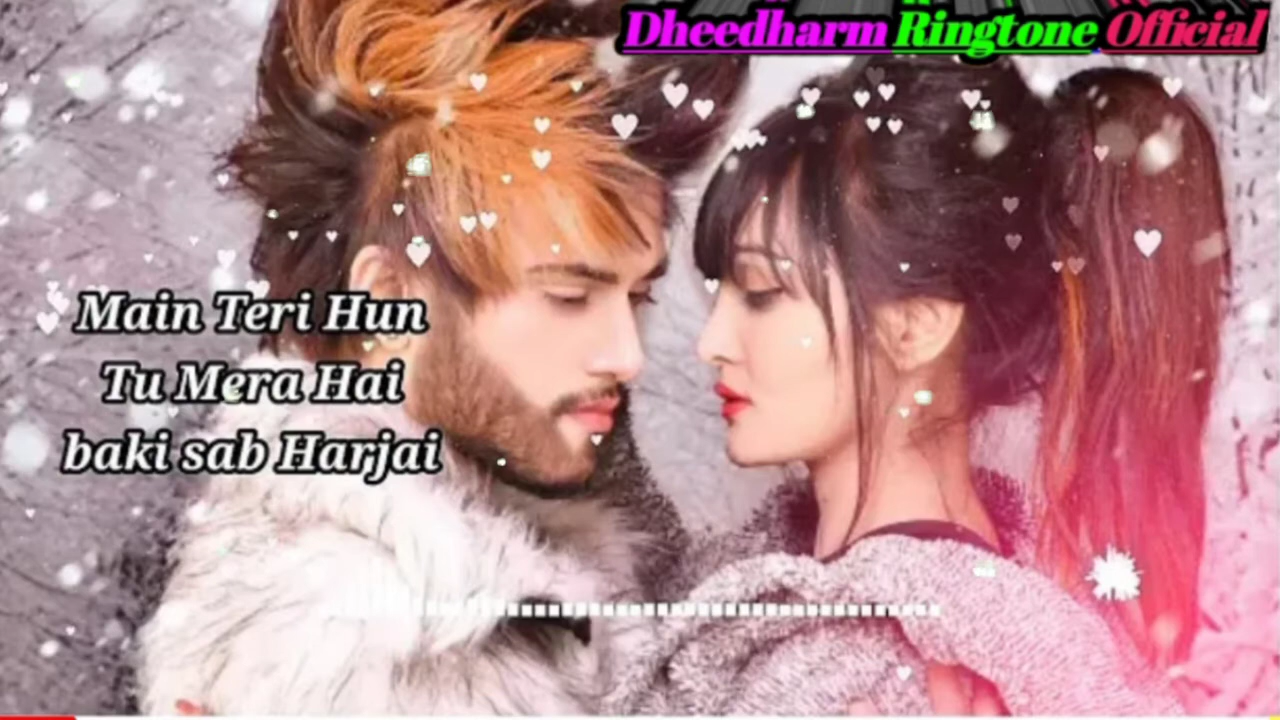 Dheedharm Ringtone Official
Main Teri Hun
Tu Mera Hai
baki sab Harjai